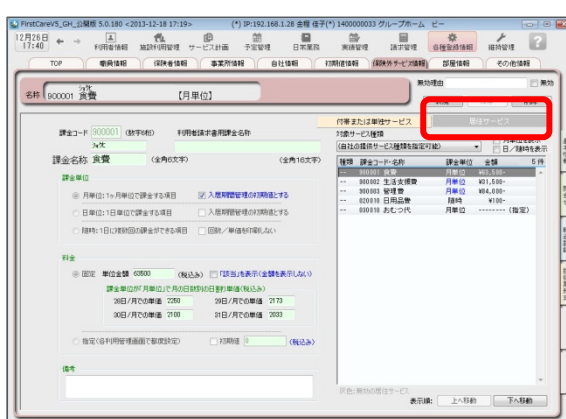 FirstCareV5_GH_公開版 5.0.180 <2013-12-18 17:19> (*) IP:192.168.1.28 金糧 佳子(*) 1400000033 グループホーム ビー
12月26日
17:40
利用者情報 施設利用管理 サービス計画 予定管理 日常業務 実績管理 請求管理 各種登録情報 維持管理
TOP 職員情報 保険者情報 事業所情報 自社情報 初期値情報 保険外サービス情報 部屋情報 その他情報
名称 900001 食費 【月単位】
無効理由 無効
付帯または単独サービス 居住サービス
課金コード 900001 (数字6桁) 利用者請求書用課金名称
課金名称 食費 (全角6文字) (全角16文字)
対象サービス種類
(自社の提供サービス種類を指定可能)
日/随時を表示
種類 課金コード・名称 課金単位 金額 5件
-- 900001 食費 月単位 ¥63,500-
-- 900002 生活支援費 月単位 ¥31,500-
-- 900003 管理費 月単位 ¥84,000-
-- 020010 日用品費 随時 ¥100-
-- 030010 おむつ代 月単位 -------- (指定)
課金単位
月単位:1ヶ月単位で課金する項目 入居期間管理の初期値とする
日単位:1日単位で課金する項目 入居期間管理の初期値とする
随時:1日に複数回の課金ができる項目 回数/単価を印刷しない
料金
固定 単位金額 63500 (税込み) 「該当」を表示(金額を表示しない)
課金単位が「月単位」で月の日数別の日割り単価(税込み)
28日/月での単価 2250 29日/月での単価 2173
30日/月での単価 2100 31日/月での単価 2033
指定(各利用管理画面で都度設定) 初期値 0 (税込み)
備考
灰色:無効の居住サービス
表示順: 上へ移動 下へ移動